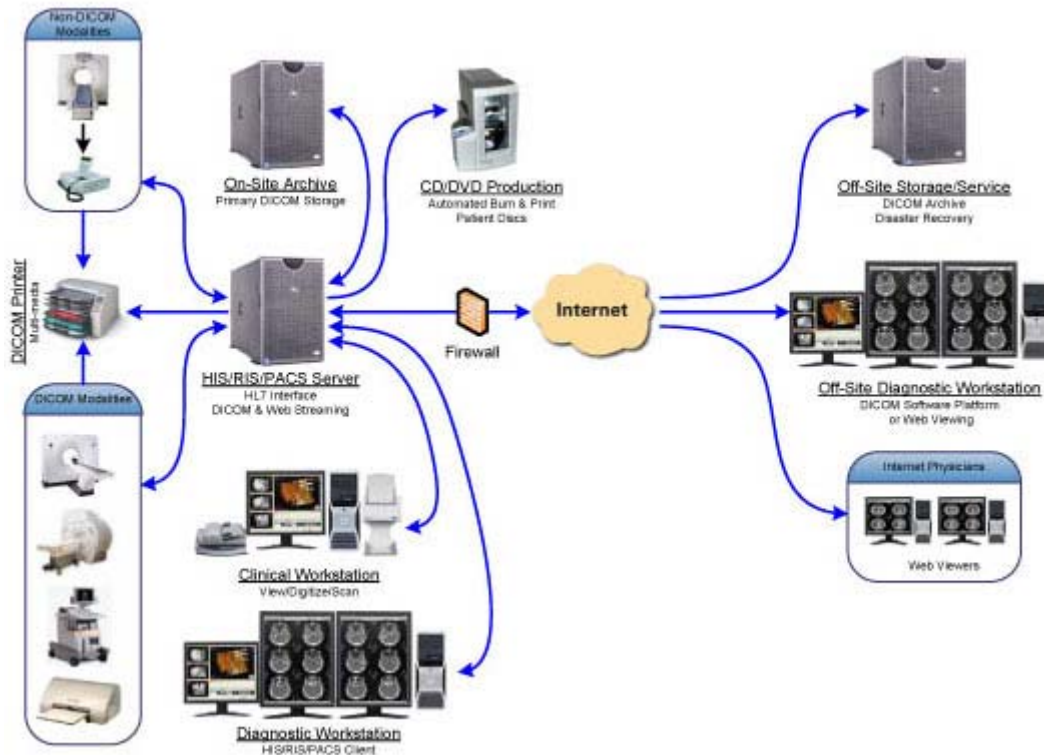 Non-DICOM
Modalities
On-Site Archive
Primary DICOM Storage
CD/DVD Production
Automated Burn & Print
Patient Discs
Off-Site Storage/Service
DICOM Archive
Disaster Recovery
DICOM Printer
Multi-media
HIS/RIS/PACS Server
HL7 Interface
DICOM & Web Streaming
Firewall
Internet
Off-Site Diagnostic Workstation
DICOM Software Platform
or Web Viewing
DICOM Modalities
Internet Physicians
Web Viewers
Clinical Workstation
View/Digitize/Scan
Diagnostic Workstation
HIS/RIS/PACS Client